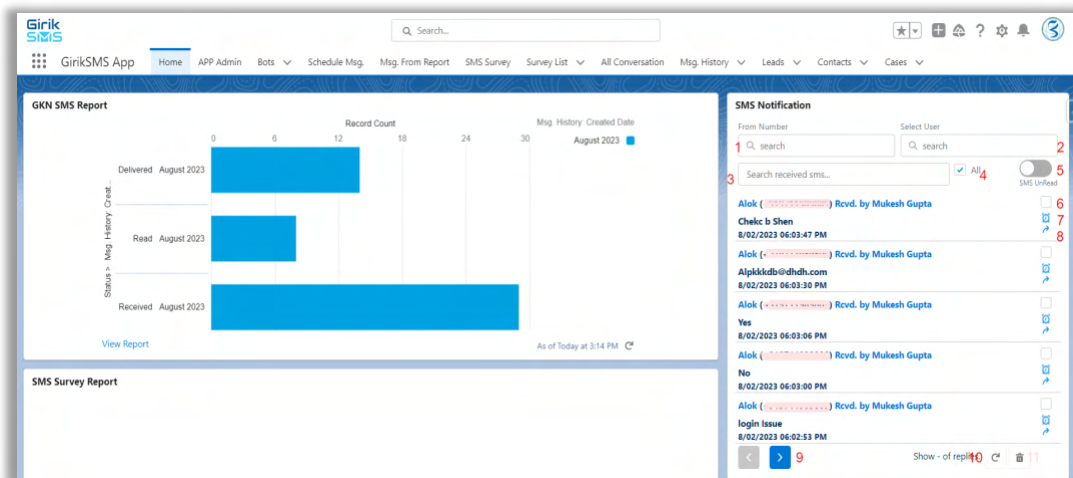 Girik
SMS
Search...
GirikSMS App Home APP Admin Bots Schedule Msg. Msg. From Report SMS Survey Survey List All Conversation Msg. History Leads Contacts Cases
GKN SMS Report
Record Count
Msg. History: Created Date
August 2023
0 6 12 18 24 30
Status > Msg. History: Creat...
Delivered August 2023
Read August 2023
Received August 2023
View Report
As of Today at 3:14 PM
SMS Survey Report
SMS Notification
From Number Select User
1 search search 2
3 Search received sms... All 4 5
SMS UnRead
Alok ( ) Rcvd. by Mukesh Gupta 6
Chekc b Shen 7
8/02/2023 06:03:47 PM 8
Alok ( ) Rcvd. by Mukesh Gupta
Alpkkkdb@dhdh.com
8/02/2023 06:03:30 PM
Alok ( ) Rcvd. by Mukesh Gupta
Yes
8/02/2023 06:03:06 PM
Alok ( ) Rcvd. by Mukesh Gupta
No
8/02/2023 06:03:00 PM
Alok ( ) Rcvd. by Mukesh Gupta
login Issue
8/02/2023 06:02:53 PM
9 Show - of replies 10 11